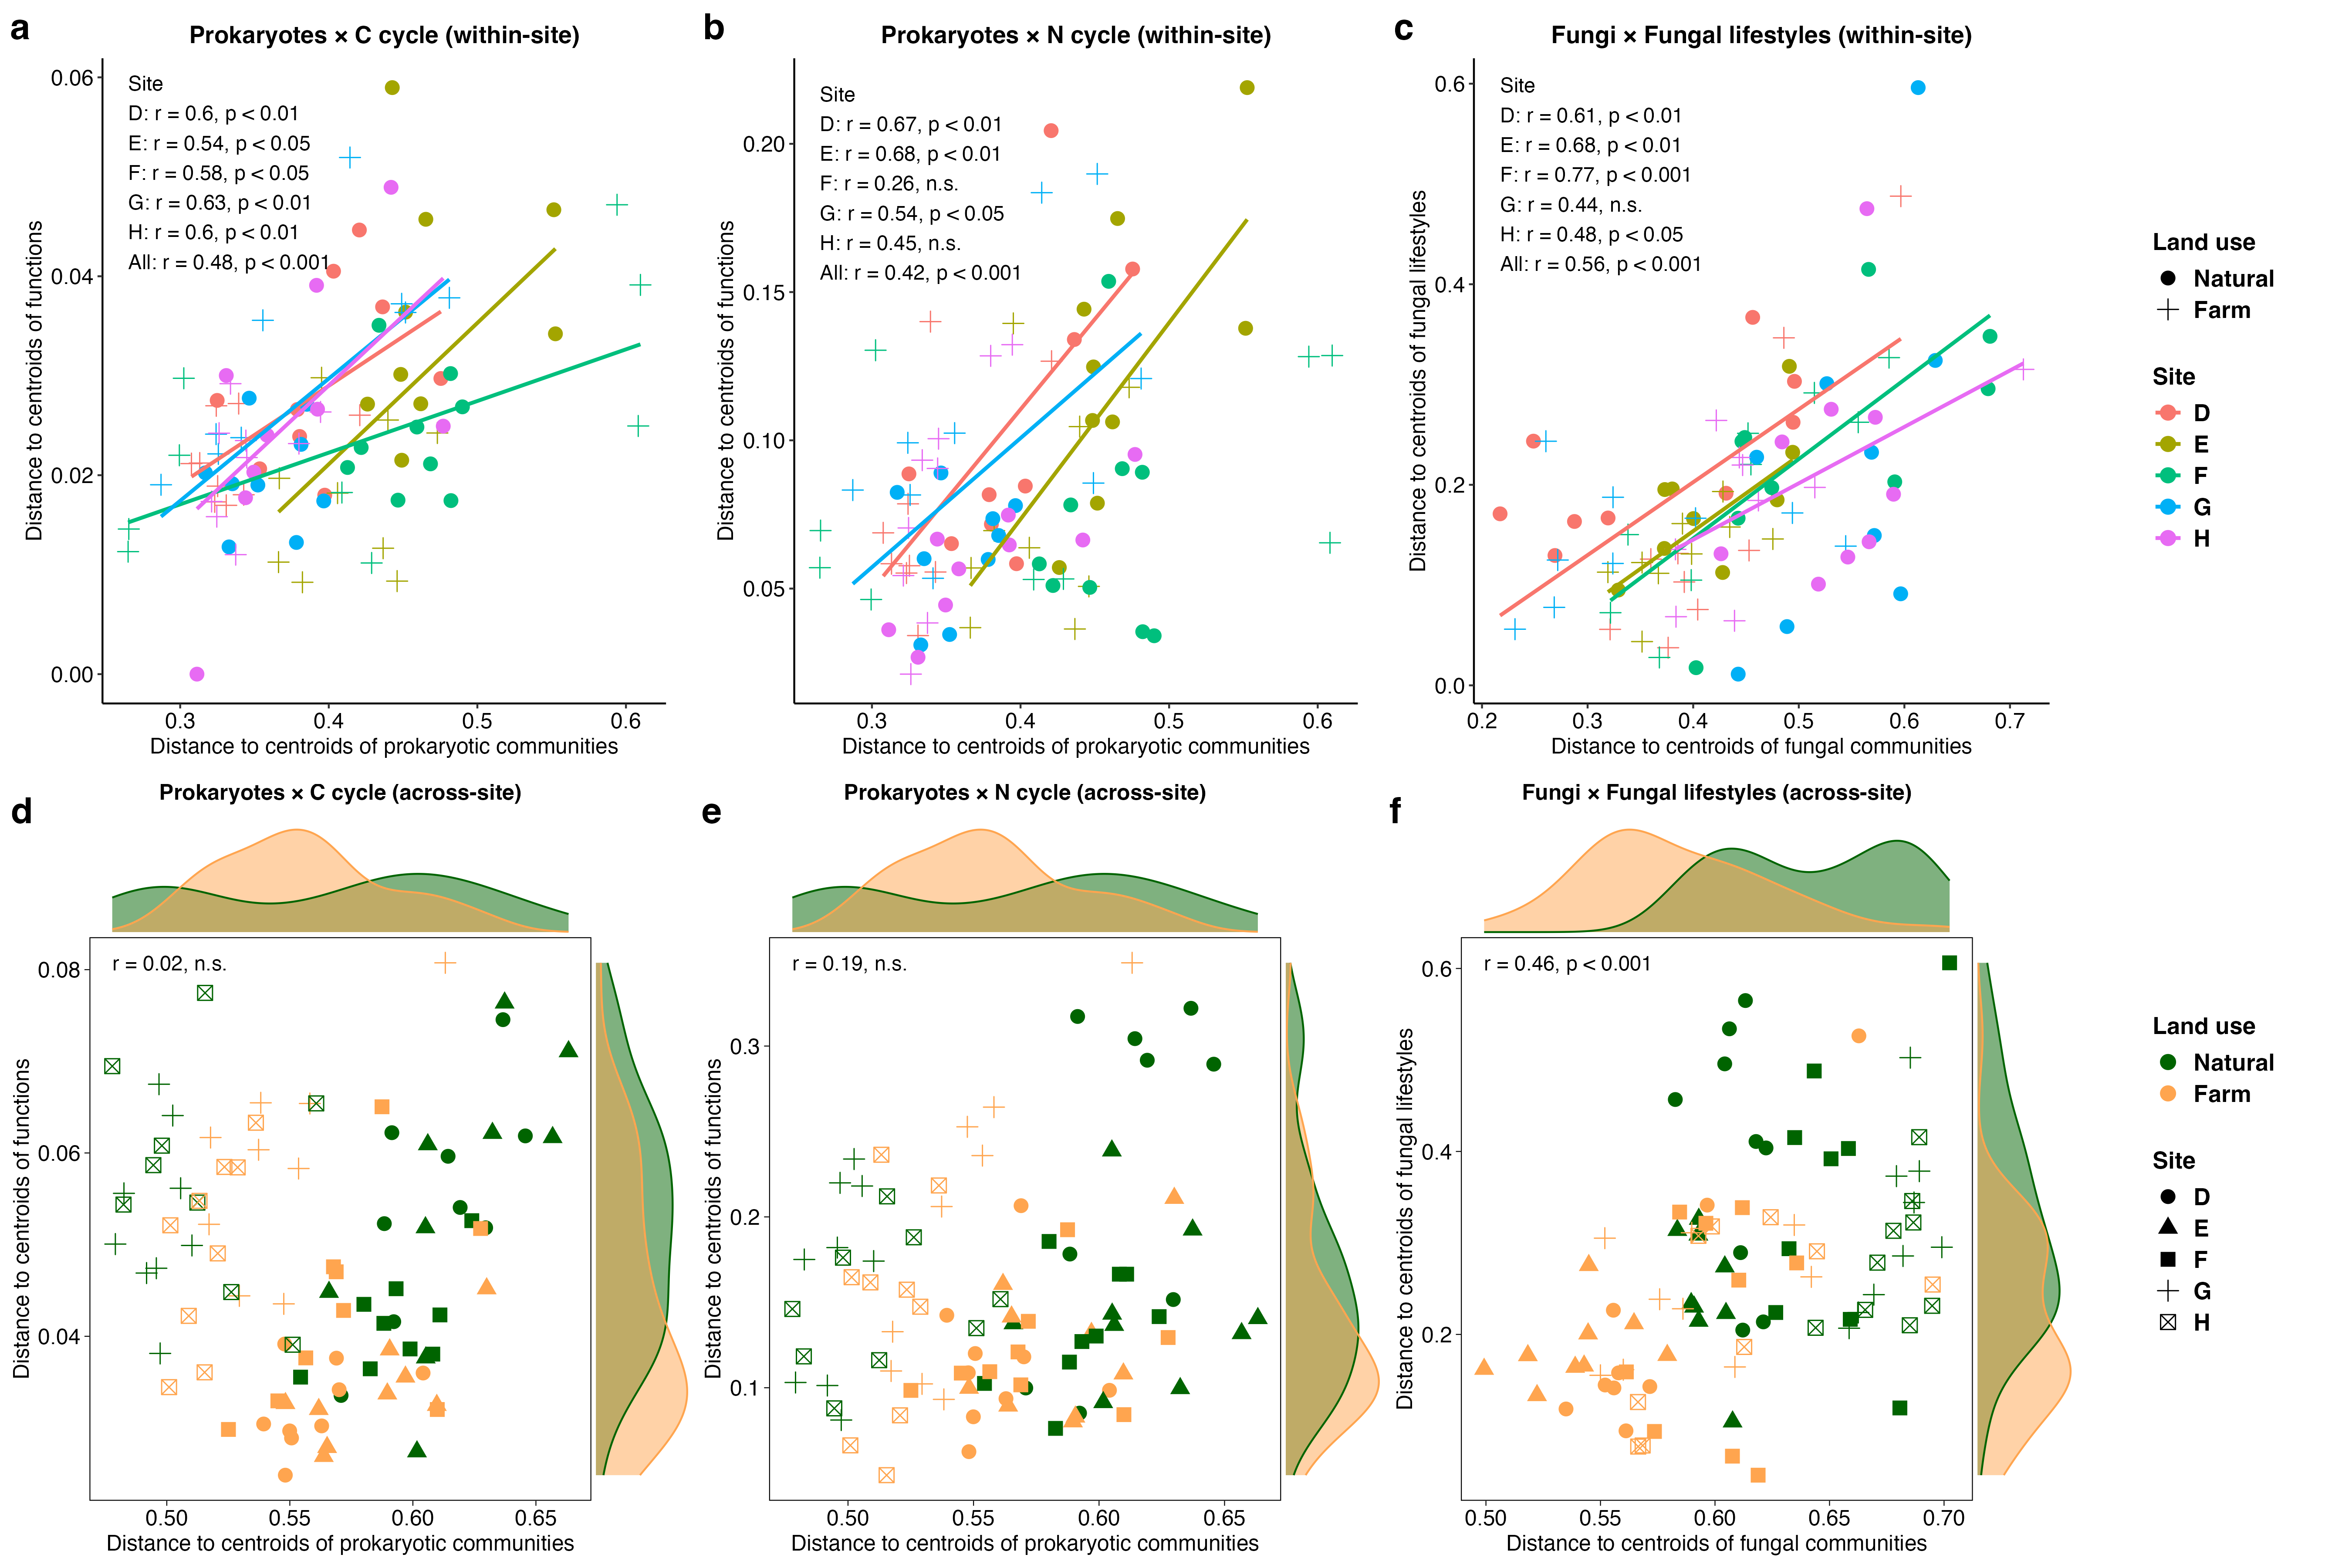 a
Prokaryotes × C cycle (within-site)
Distance to centroids of functions
0.06
0.04
0.02
0.00
Site
D: r = 0.6, p < 0.01
E: r = 0.54, p < 0.05
F: r = 0.58, p < 0.05
G: r = 0.63, p < 0.01
H: r = 0.6, p < 0.01
All: r = 0.48, p < 0.001
0.3 0.4 0.5 0.6
Distance to centroids of prokaryotic communities
b
Prokaryotes × N cycle (within-site)
Distance to centroids of functions
0.20
0.15
0.10
0.05
Site
D: r = 0.67, p < 0.01
E: r = 0.68, p < 0.01
F: r = 0.26, n.s.
G: r = 0.54, p < 0.05
H: r = 0.45, n.s.
All: r = 0.42, p < 0.001
0.3 0.4 0.5 0.6
Distance to centroids of prokaryotic communities
c
Fungi × Fungal lifestyles (within-site)
Distance to centroids of fungal lifestyles
0.6
0.4
0.2
0.0
Site
D: r = 0.61, p < 0.01
E: r = 0.68, p < 0.01
F: r = 0.77, p < 0.001
G: r = 0.44, n.s.
H: r = 0.48, p < 0.05
All: r = 0.56, p < 0.001
0.2 0.3 0.4 0.5 0.6 0.7
Distance to centroids of fungal communities
Land use
Natural
Farm
Site
D
E
F
G
H
d
Prokaryotes × C cycle (across-site)
Distance to centroids of functions
0.08
0.06
0.04
r = 0.02, n.s.
0.50 0.55 0.60 0.65
Distance to centroids of prokaryotic communities
e
Prokaryotes × N cycle (across-site)
Distance to centroids of functions
0.3
0.2
0.1
r = 0.19, n.s.
0.50 0.55 0.60 0.65
Distance to centroids of prokaryotic communities
f
Fungi × Fungal lifestyles (across-site)
Distance to centroids of fungal lifestyles
0.6
0.4
0.2
r = 0.46, p < 0.001
0.50 0.55 0.60 0.65 0.70
Distance to centroids of fungal communities
Land use
Natural
Farm
Site
D
E
F
G
H